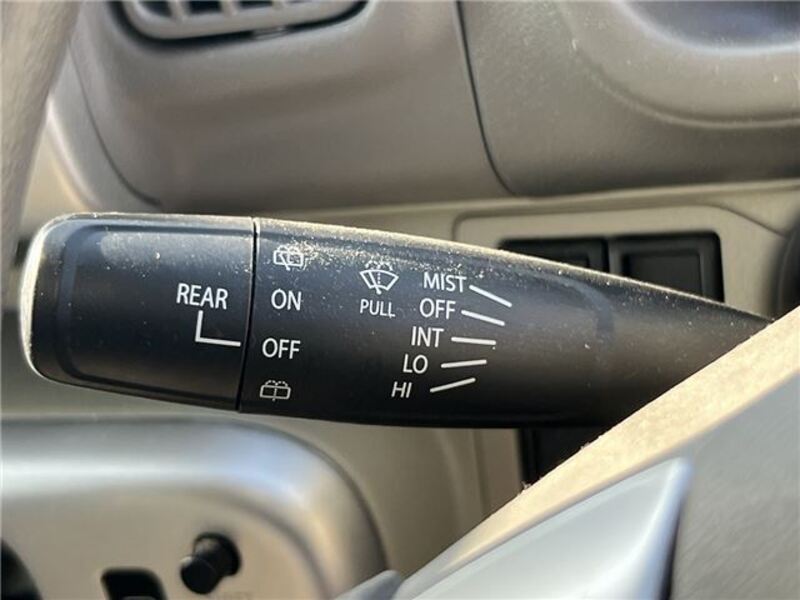 REAR
ON
OFF
PULL
MIST
OFF
INT
LO
HI